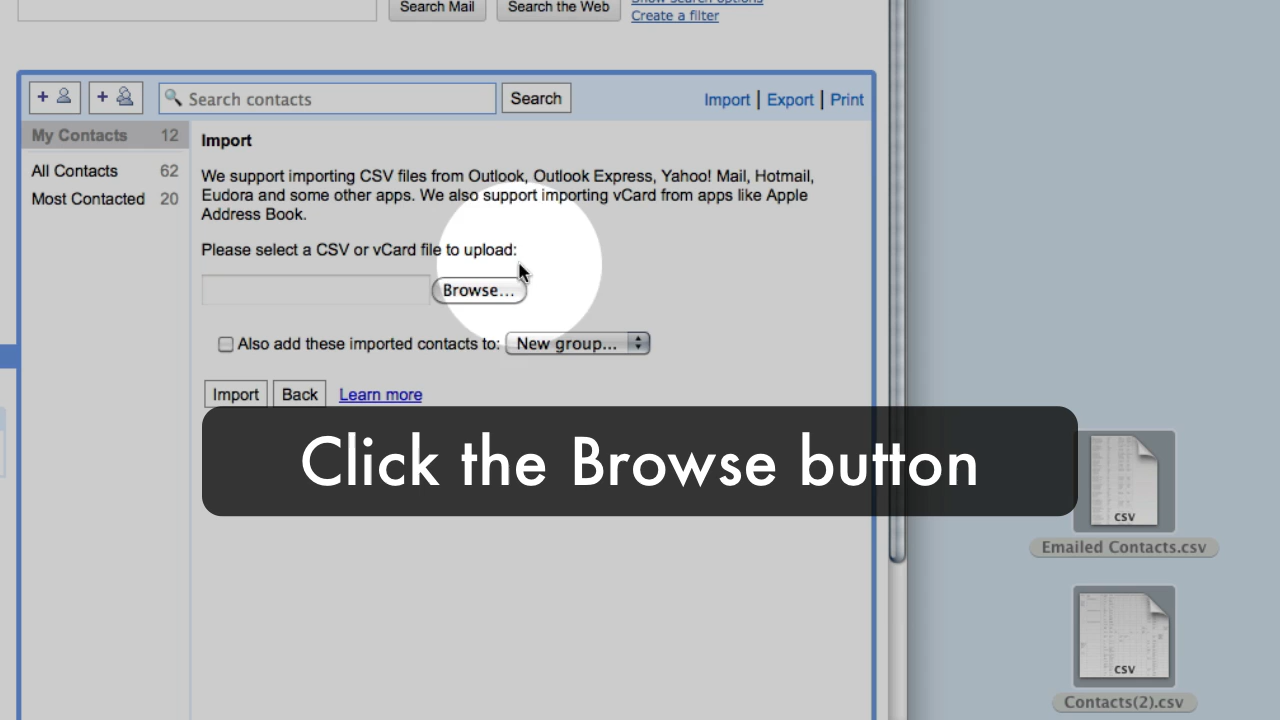 Search Mail Search the Web Show search options
Create a filter
+ + Search contacts Search Import | Export | Print
My Contacts 12
All Contacts 62
Most Contacted 20
Import
We support importing CSV files from Outlook, Outlook Express, Yahoo! Mail, Hotmail,
Eudora and some other apps. We also support importing vCard from apps like Apple
Address Book.
Please select a CSV or vCard file to upload:
Browse...
Also add these imported contacts to: New group...
Import Back Learn more
Click the Browse button
CSV
Emailed Contacts.csv
CSV
Contacts(2).csv